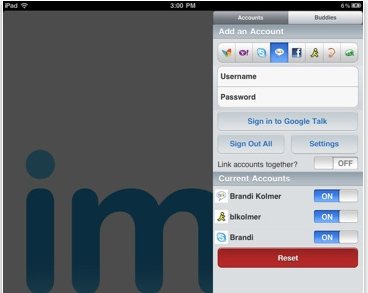 iPad 3:00 PM 6%
Accounts Buddies
Add an Account
Username
Password
Sign in to Google Talk
Sign Out All Settings
Link accounts together? OFF
Current Accounts
Brandi Kolmer ON
blkolmer ON
Brandi ON
Reset
im